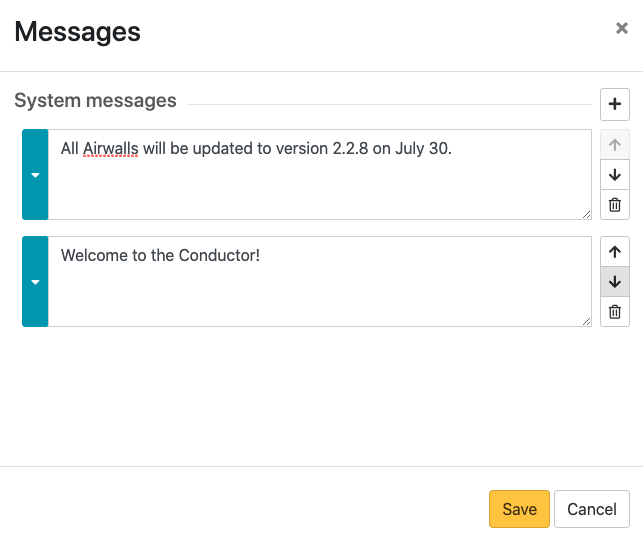 Messages
System messages
All Airwalls will be updated to version 2.2.8 on July 30.
Welcome to the Conductor!
Save
Cancel